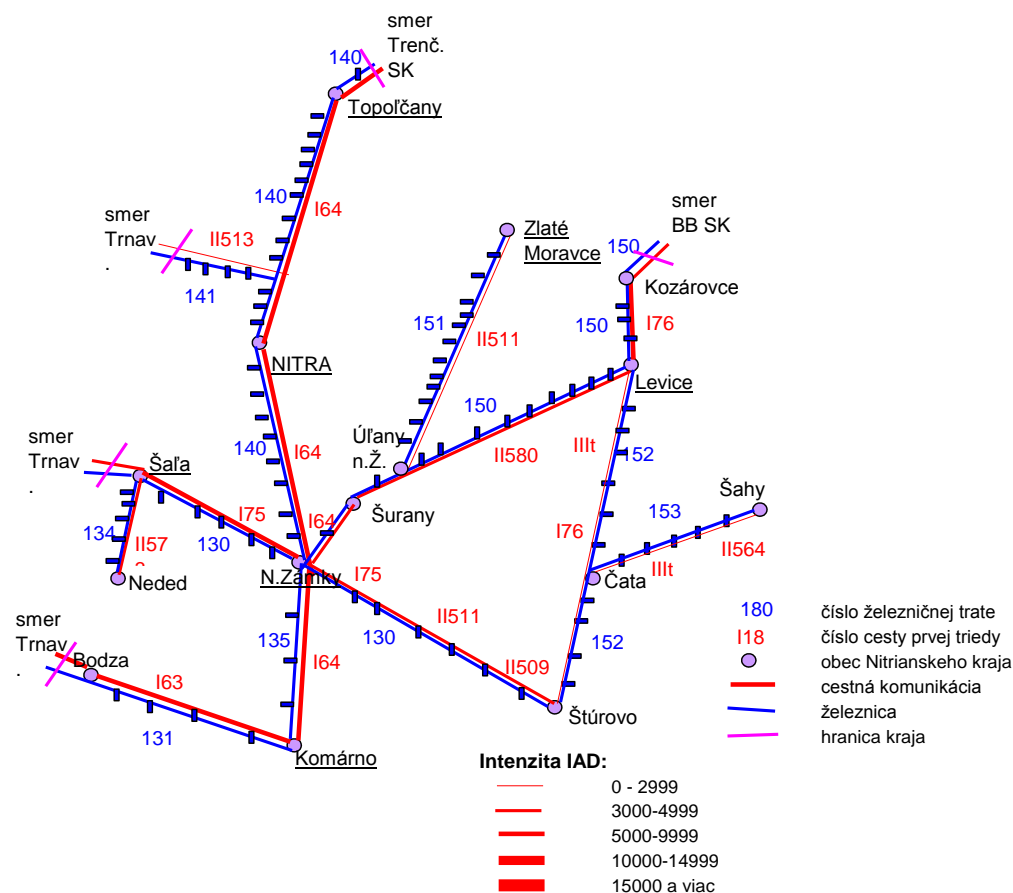 smer
Trenč.
SK
140
Topoľčany
140
I64
smer
Trnav
.
II513
141
Zlaté
Moravce
smer
BB SK
150
Kozárovce
150
I76
151
II511
NITRA
Levice
150
Úľany
n.Ž.
II580
IIIt
152
140
I64
smer
Trnav
.
Šaľa
I75
130
134
II57
Neded
I64
Šurany
153
Šahy
I76
II564
IIIt
Čata
N.Zámky
I75
II511
130
135
I64
II509
152
Štúrovo
smer
Trnav
.
Bodza
I63
131
Komárno
180 číslo železničnej trate
I18 číslo cesty prvej triedy
obec Nitrianskeho kraja
cestná komunikácia
železnica
hranica kraja
Intenzita IAD:
0 - 2999
3000-4999
5000-9999
10000-14999
15000 a viac